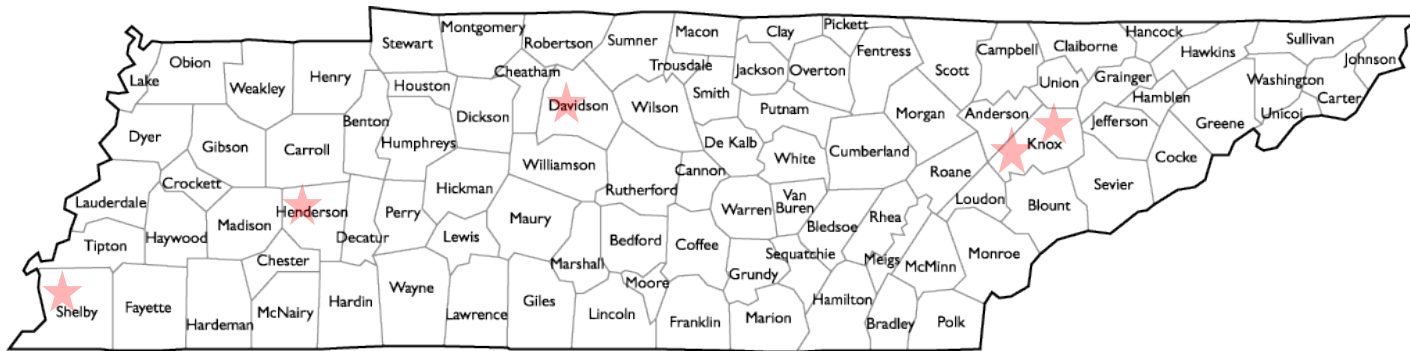 Lake
Obion
Weakley
Henry
Stewart
Montgomery
Robertson
Sumner
Macon
Clay
Pickett
Fentress
Scott
Campbell
Claiborne
Hancock
Hawkins
Sullivan
Johnson
Houston
Cheatham
Trousdale
Jackson
Overton
Union
Grainger
Washington
Carter
Dyer
Gibson
Carroll
Benton
Humphreys
Dickson
Davidson
Wilson
Smith
Putnam
Morgan
Anderson
Hamblen
Jefferson
Greene
Unicoi
Crockett
Williamson
De Kalb
White
Cumberland
Knox
Cocke
Lauderdale
Haywood
Madison
Henderson
Decatur
Perry
Hickman
Rutherford
Cannon
Van
Buren
Roane
Loudon
Blount
Sevier
Tipton
Chester
Lewis
Maury
Bedford
Coffee
Warren
Bledsoe
Rhea
Meigs
McMinn
Monroe
Shelby
Fayette
Hardeman
McNairy
Hardin
Wayne
Lawrence
Giles
Marshall
Lincoln
Moore
Franklin
Grundy
Sequatchie
Marion
Hamilton
Bradley
Polk